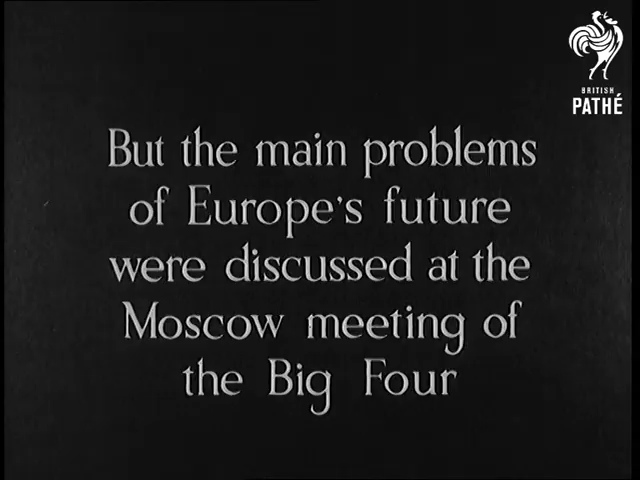 BRITISH
PATHÉ
But the main problems
of Europe's future
were discussed at the
Moscow meeting of
the Big Four